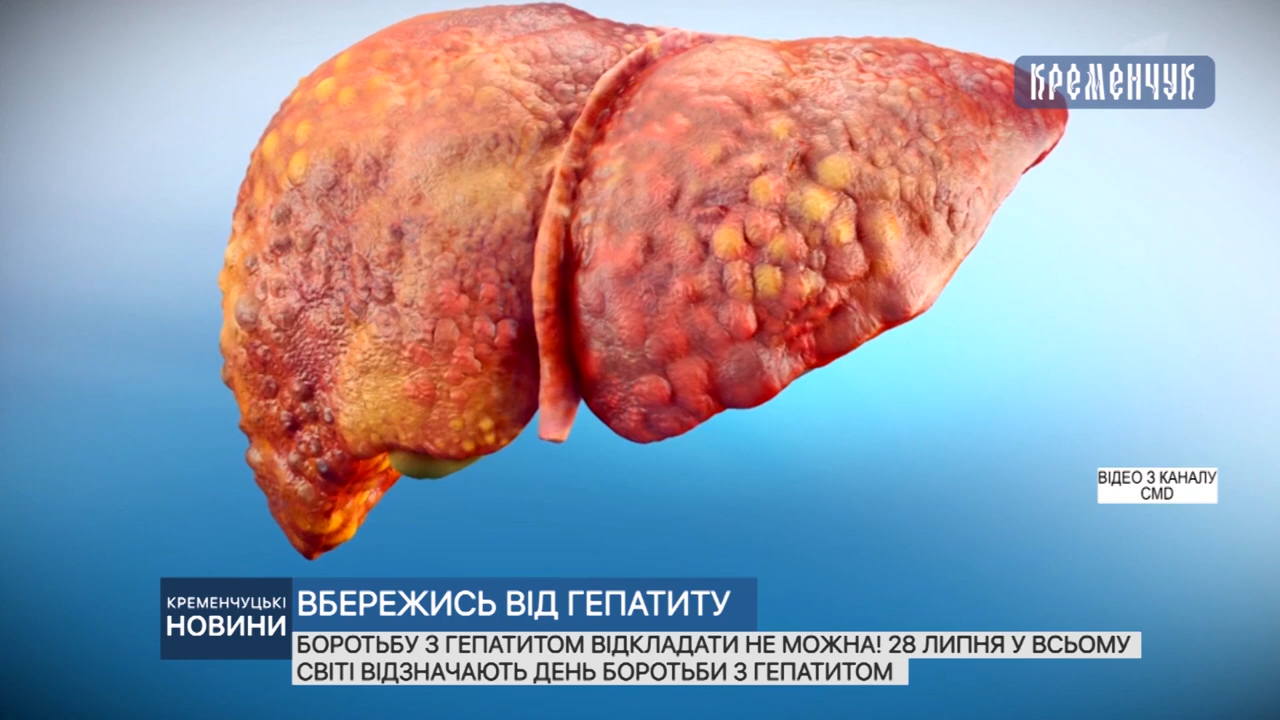 КРЕМЕНЧУК
ВІДЕО З КАНАЛУ
CMD
КРЕМЕНЧУЦЬКІ
НОВИНИ
ВБЕРЕЖИСЬ ВІД ГЕПАТИТУ
БОРОТЬБУ З ГЕПАТИТОМ ВІДКЛАДАТИ НЕ МОЖНА! 28 ЛИПНЯ У ВСЬОМУ
СВІТІ ВІДЗНАЧАЮТЬ ДЕНЬ БОРОТЬБИ З ГЕПАТИТОМ